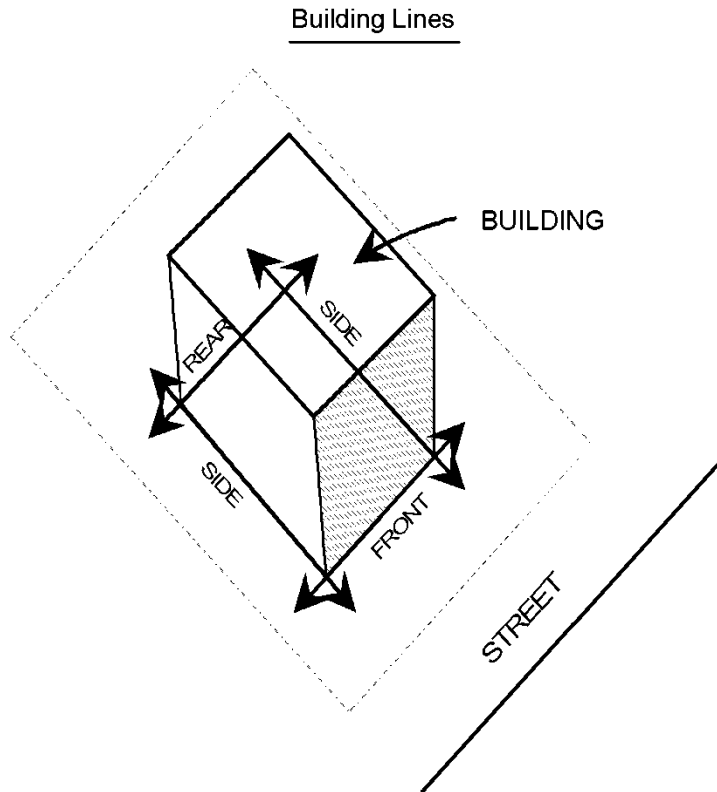 Building Lines
BUILDING
SIDE
REAR
SIDE
FRONT
STREET